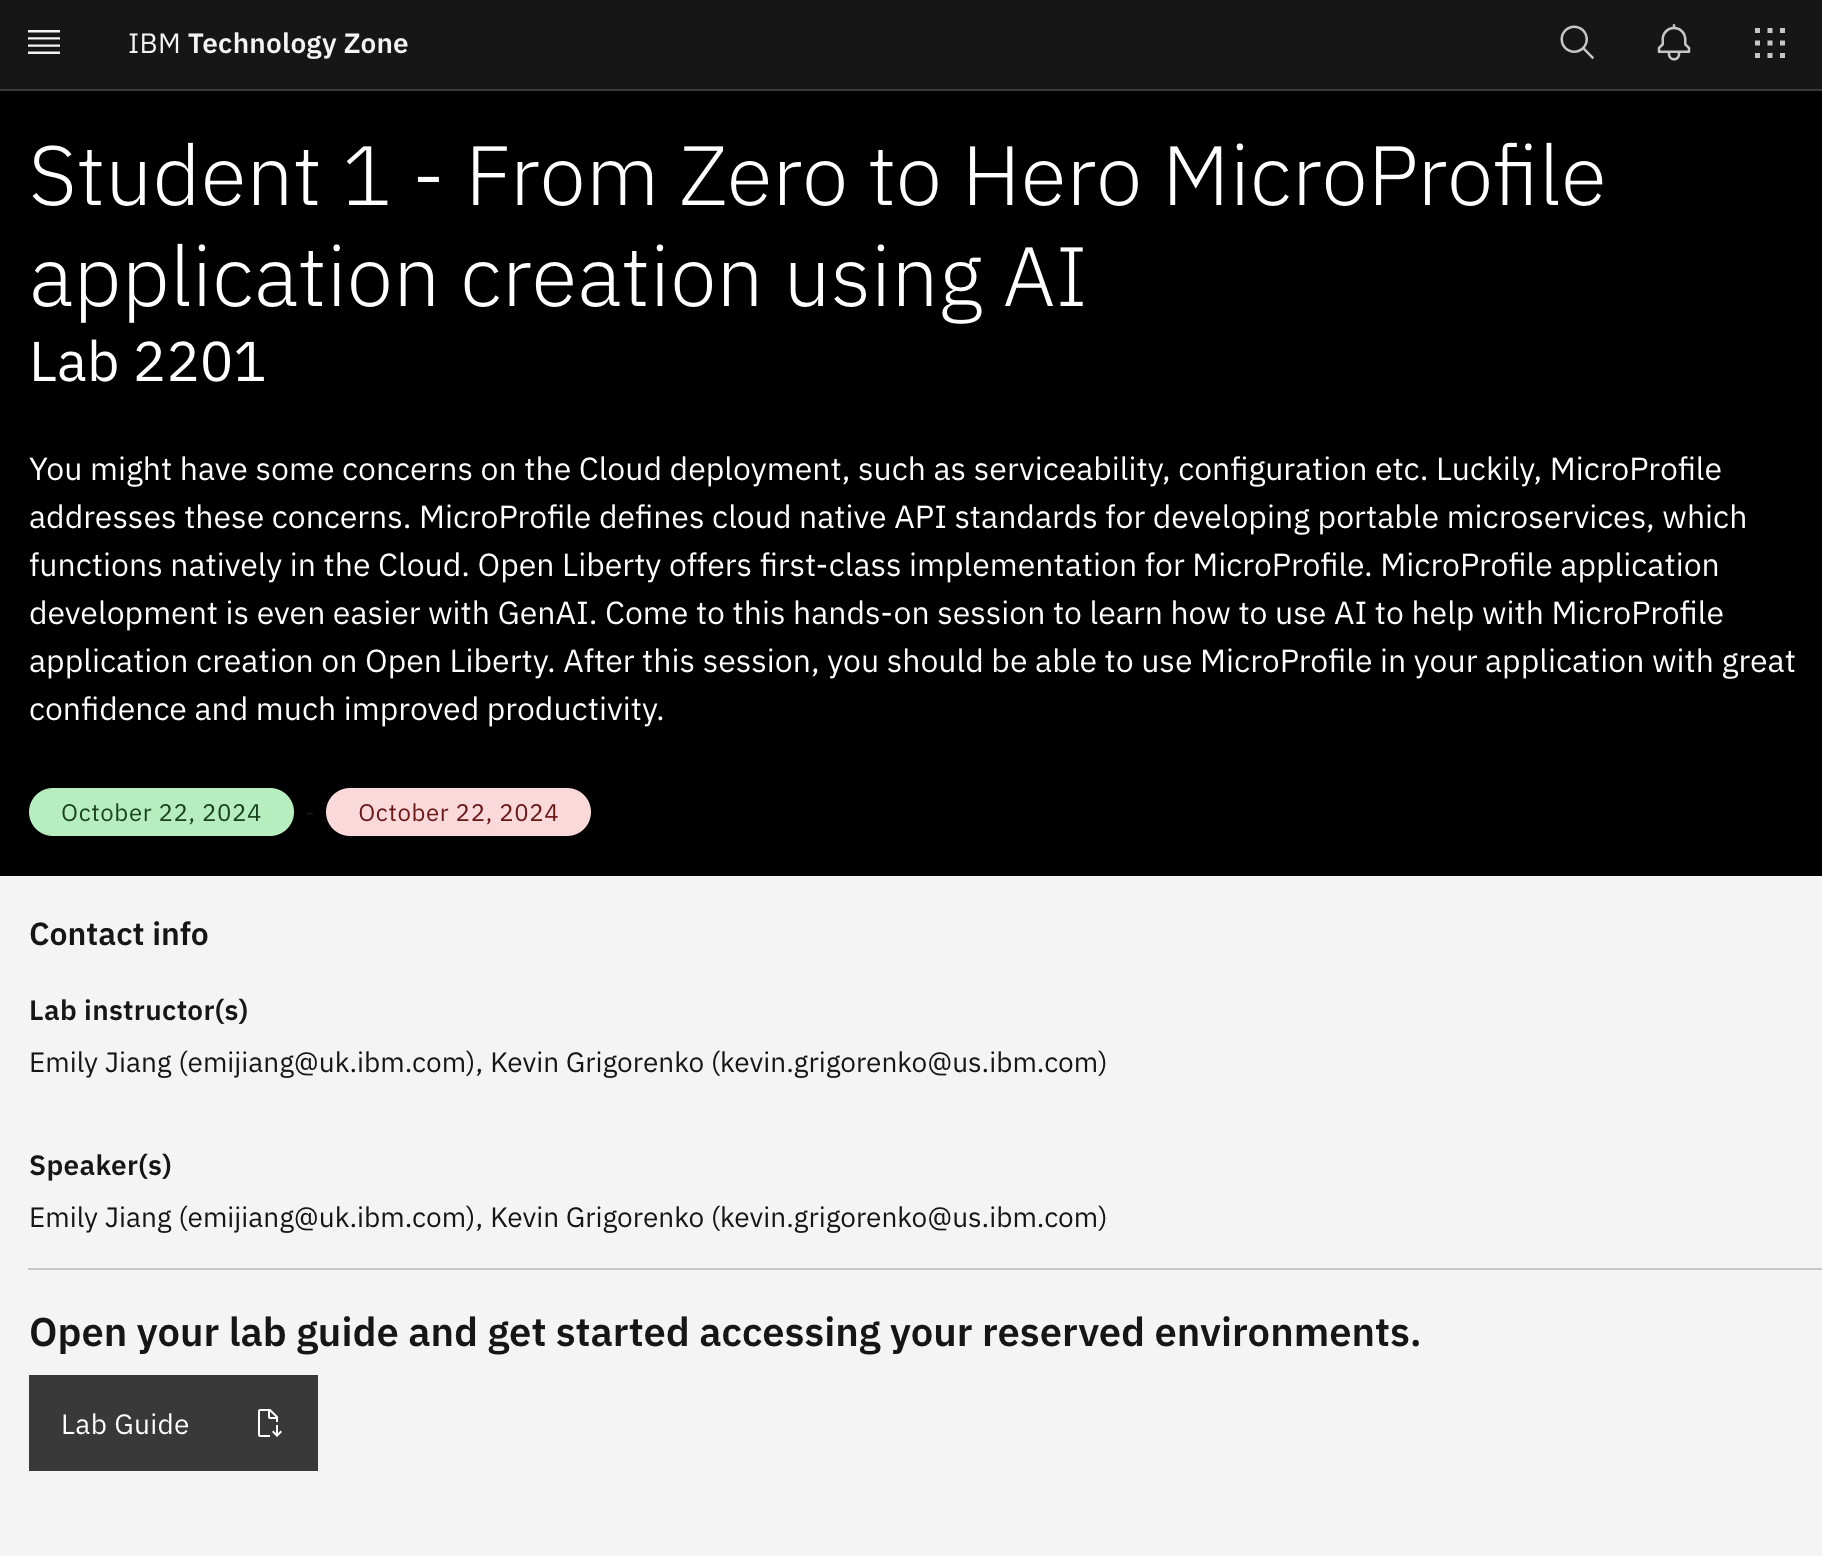 IBM Technology Zone
Student 1 - From Zero to Hero MicroProfile
application creation using AI
Lab 2201
You might have some concerns on the Cloud deployment, such as serviceability, configuration etc. Luckily, MicroProfile
addresses these concerns. MicroProfile defines cloud native API standards for developing portable microservices, which
functions natively in the Cloud. Open Liberty offers first-class implementation for MicroProfile. MicroProfile application
development is even easier with GenAI. Come to this hands-on session to learn how to use AI to help with MicroProfile
application creation on Open Liberty. After this session, you should be able to use MicroProfile in your application with great
confidence and much improved productivity.
October 22, 2024 - October 22, 2024
Contact info
Lab instructor(s)
Emily Jiang (emijiang@uk.ibm.com), Kevin Grigorenko (kevin.grigorenko@us.ibm.com)
Speaker(s)
Emily Jiang (emijiang@uk.ibm.com), Kevin Grigorenko (kevin.grigorenko@us.ibm.com)
Open your lab guide and get started accessing your reserved environments.
Lab Guide